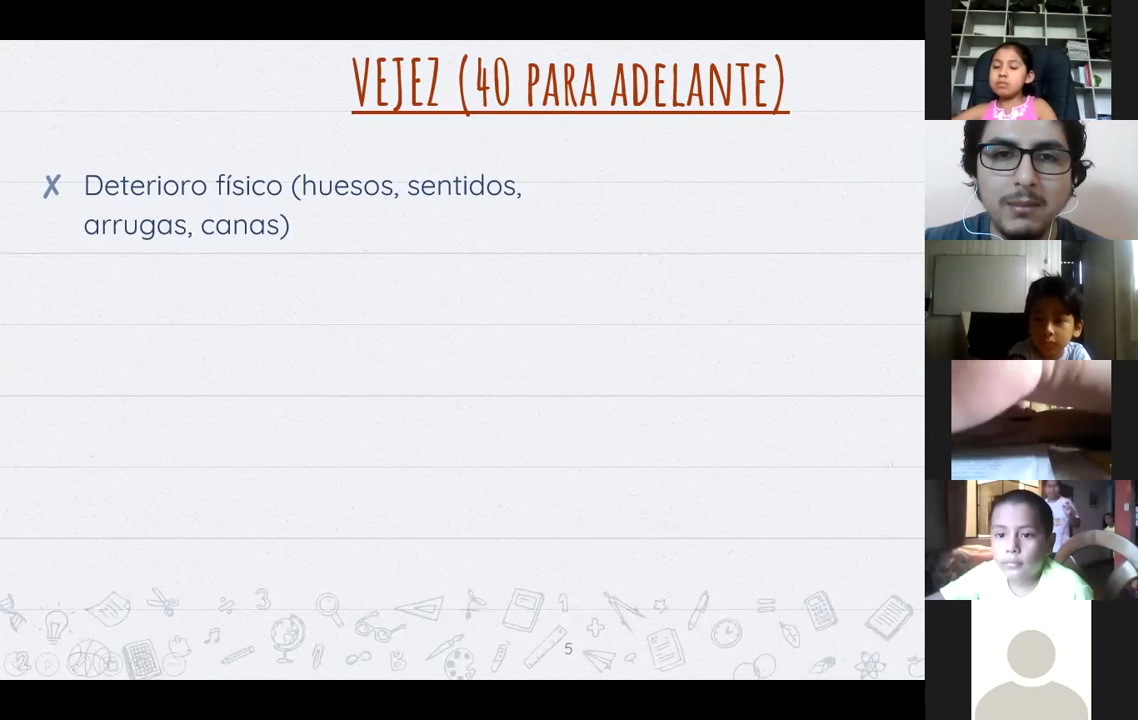 VEJEZ (40 PARA ADELANTE)
✗ Deterioro físico (huesos, sentidos,
arrugas, canas)
5